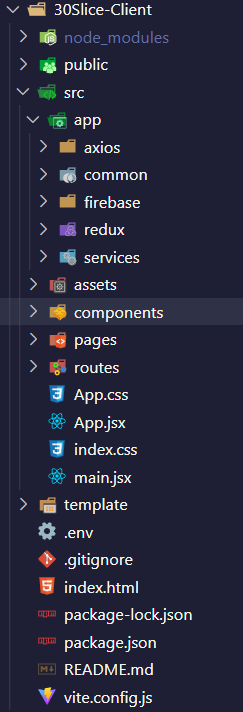 30Slice-Client
node_modules
public
src
app
axios
common
firebase
redux
services
assets
components
pages
routes
App.css
App.jsx
index.css
main.jsx
template
.env
.gitignore
index.html
package-lock.json
package.json
README.md
vite.config.js